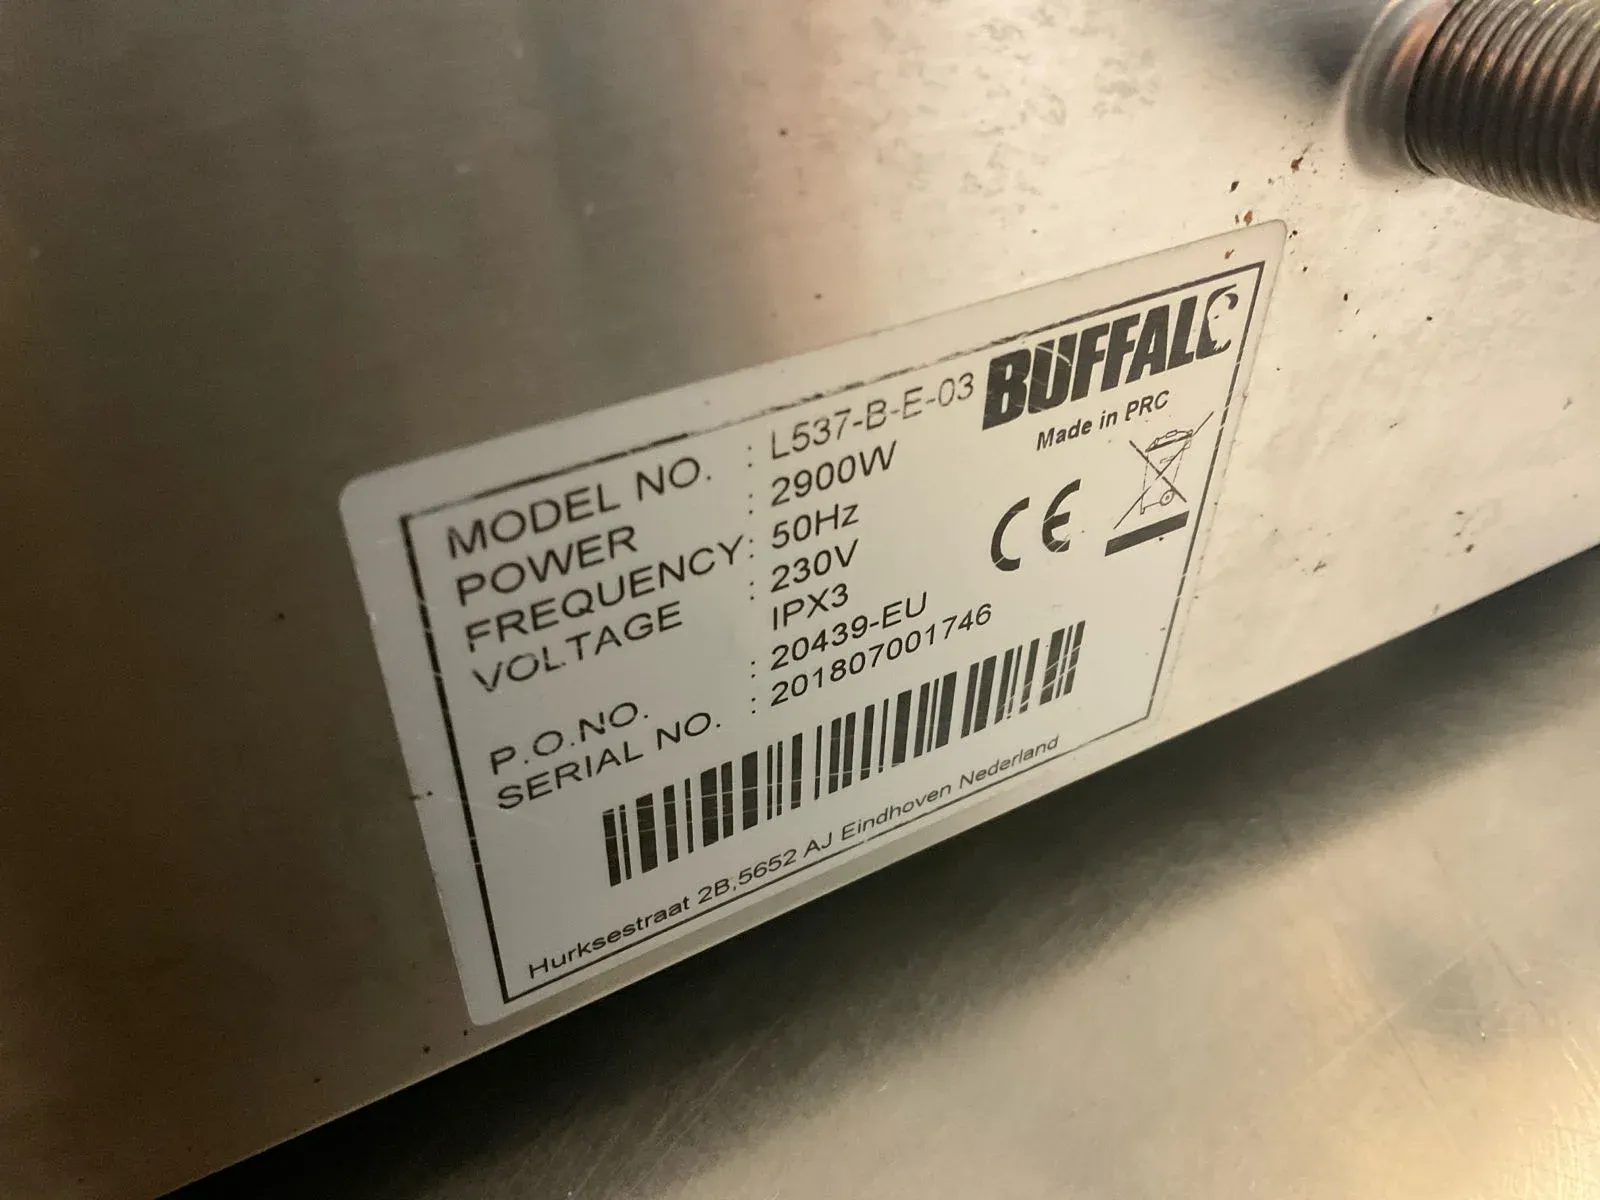 BUFFALO
Made in PRC
MODEL NO. : L537-B-E-03
POWER : 2900W
FREQUENCY: 50Hz
VOLTAGE : 230V
IPX3
P.O.NO. : 20439-EU
SERIAL NO. : 201807001746
CE
Hurksestraat 2B,5652 AJ Eindhoven Nederland